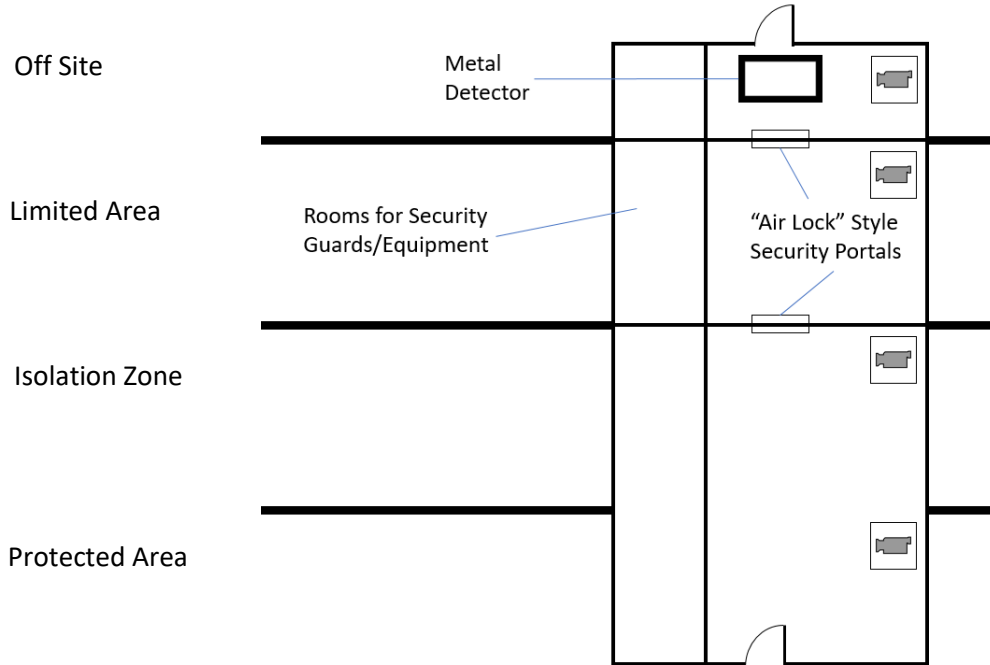 Off Site
Metal
Detector
Limited Area
Rooms for Security
Guards/Equipment
“Air Lock” Style
Security Portals
Isolation Zone
Protected Area